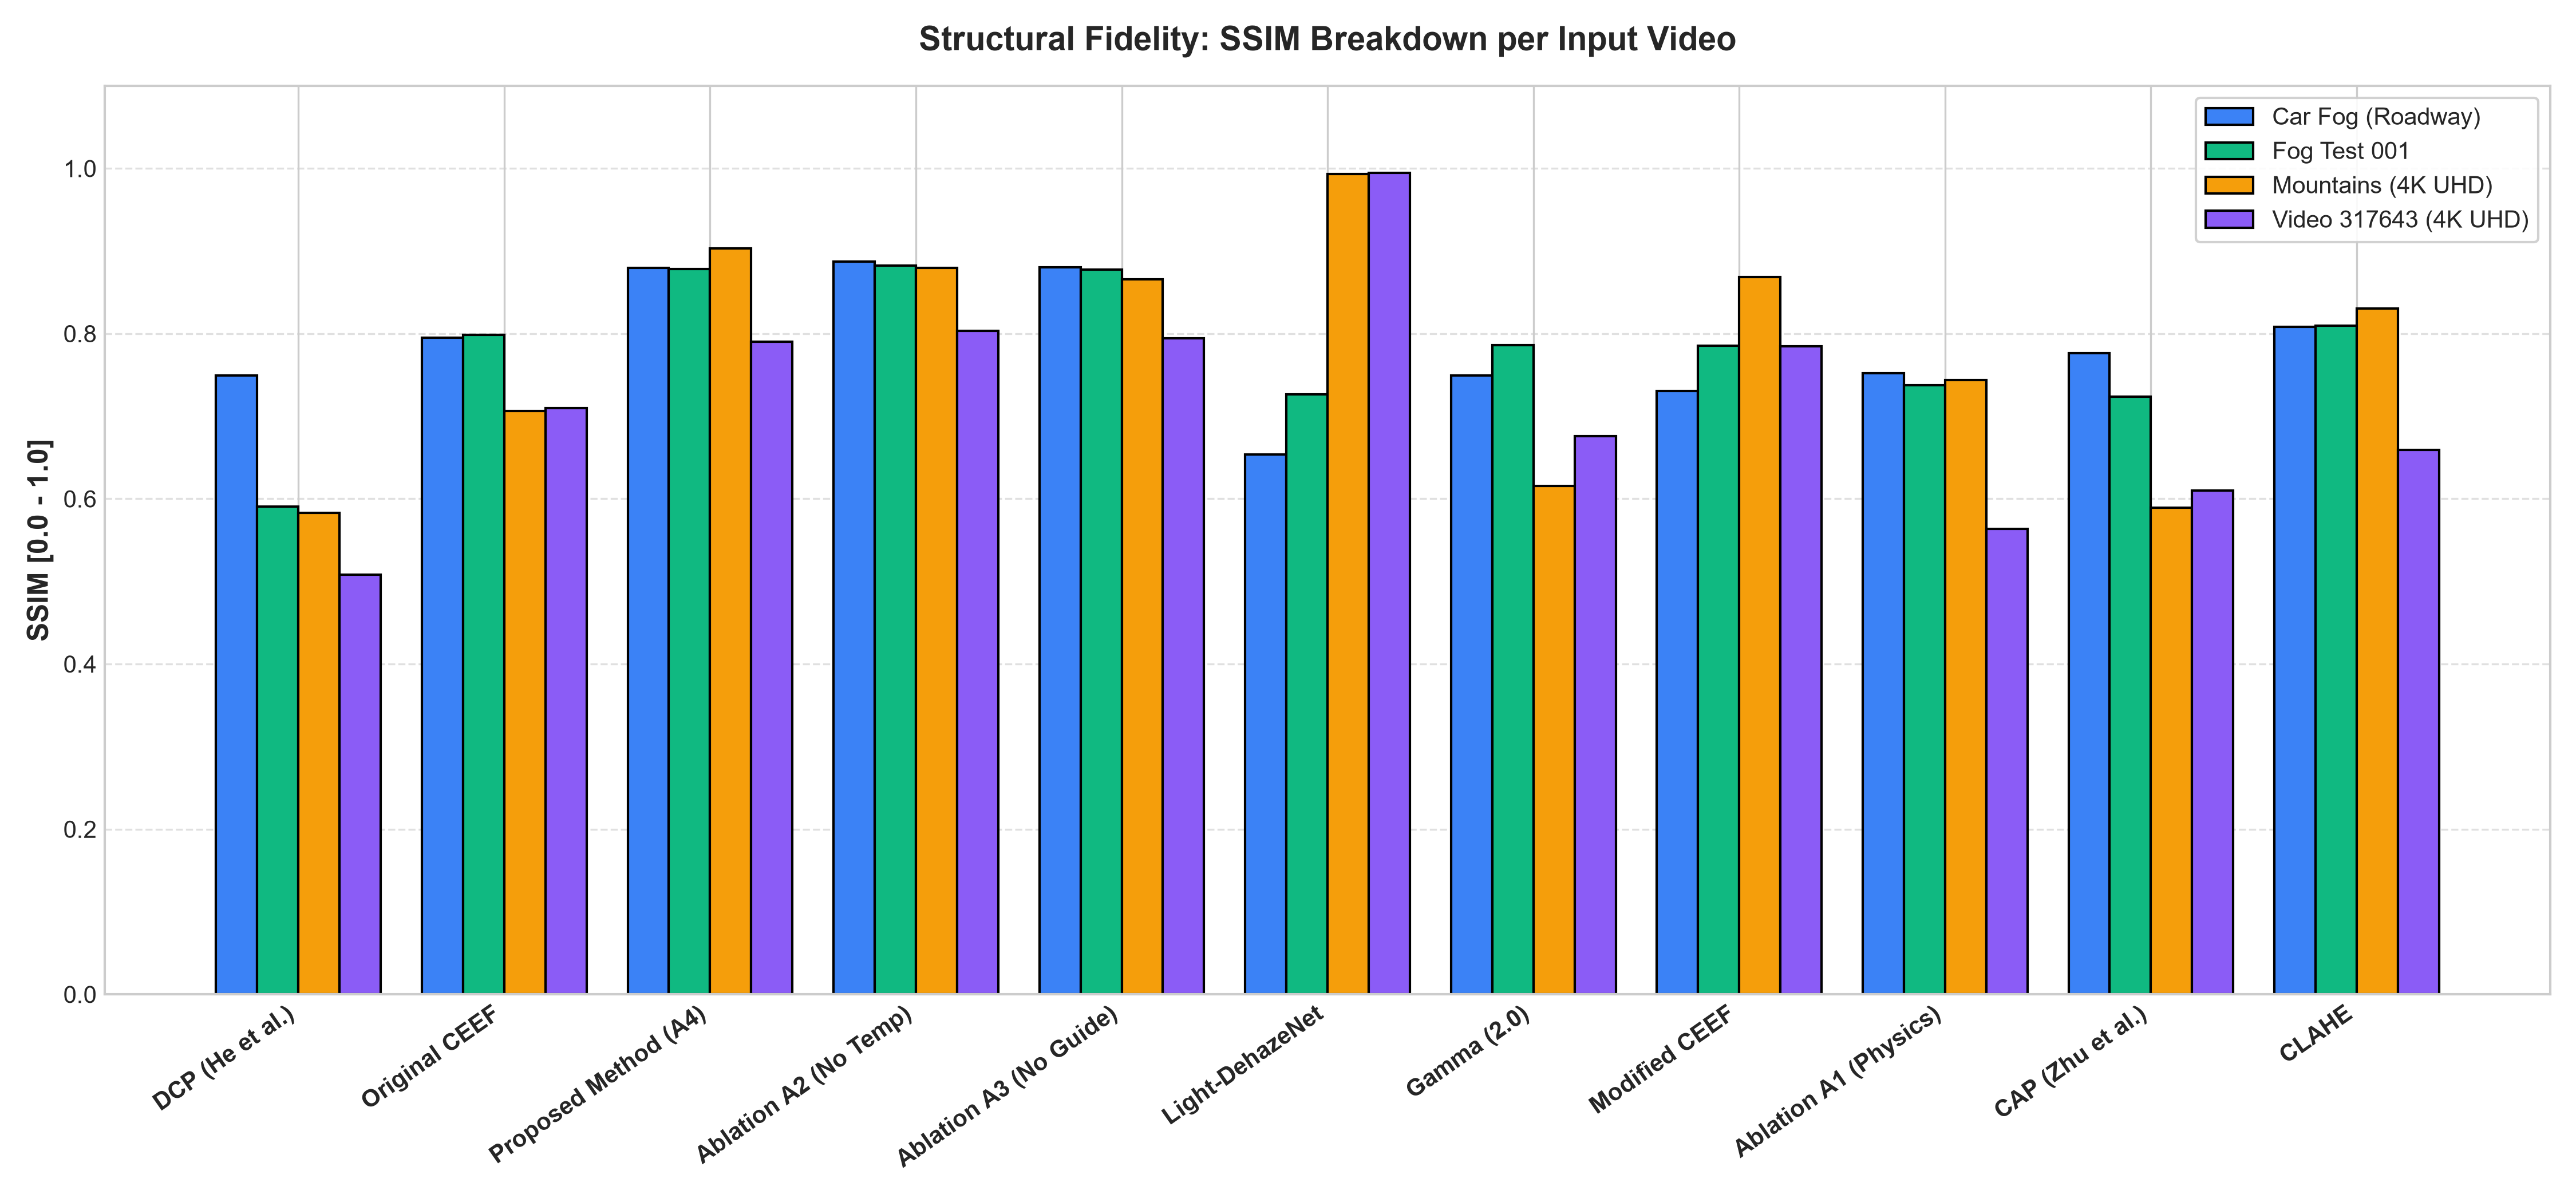 Structural Fidelity: SSIM Breakdown per Input Video
Car Fog (Roadway)
Fog Test 001
Mountains (4K UHD)
Video 317643 (4K UHD)
SSIM [0.0 - 1.0]
1.0
0.8
0.6
0.4
0.2
0.0
DCP (He et al.)
Original CEEF
Proposed Method (A4)
Ablation A2 (No Temp)
Ablation A3 (No Guide)
Light-DehazeNet
Gamma (2.0)
Modified CEEF
Ablation A1 (Physics)
CAP (Zhu et al.)
CLAHE